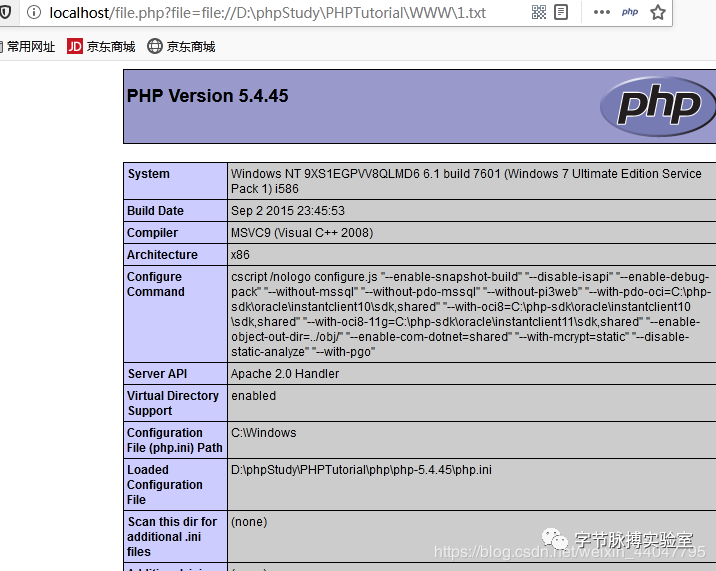 localhost/file.php?file=file://D:\phpStudy\PHPTutorial\WWW\1.txt
php
常用网址 JD 京东商城 京东商城
PHP Version 5.4.45
php
System Windows NT 9XS1EGPVV8QLMD6 6.1 build 7601 (Windows 7 Ultimate Edition Service
Pack 1) i586
Build Date Sep 2 2015 23:45:53
Compiler MSVC9 (Visual C++ 2008)
Architecture x86
Configure
Command
cscript /nologo configure.js "--enable-snapshot-build" "--disable-isapi" "--enable-debug-
pack" "--without-mssql" "--without-pdo-mssql" "--without-pi3web" "--with-pdo-oci=C:\php-
sdk\oracle\instantclient10\sdk,shared" "--with-oci8=C:\php-sdk\oracle\instantclient10
\sdk,shared" "--with-oci8-11g=C:\php-sdk\oracle\instantclient11\sdk,shared" "--enable-
object-out-dir=../obj/" "--enable-com-dotnet=shared" "--with-mcrypt=static" "--disable-
static-analyze" "--with-pgo"
Server API Apache 2.0 Handler
Virtual Directory
Support
enabled
Configuration
File (php.ini) Path
C:\Windows
Loaded
Configuration
File
D:\phpStudy\PHPTutorial\php\php-5.4.45\php.ini
Scan this dir for
additional .ini
files
(none)
字节脉搏实验室
https://blog.csdn.net/weixin_44047795